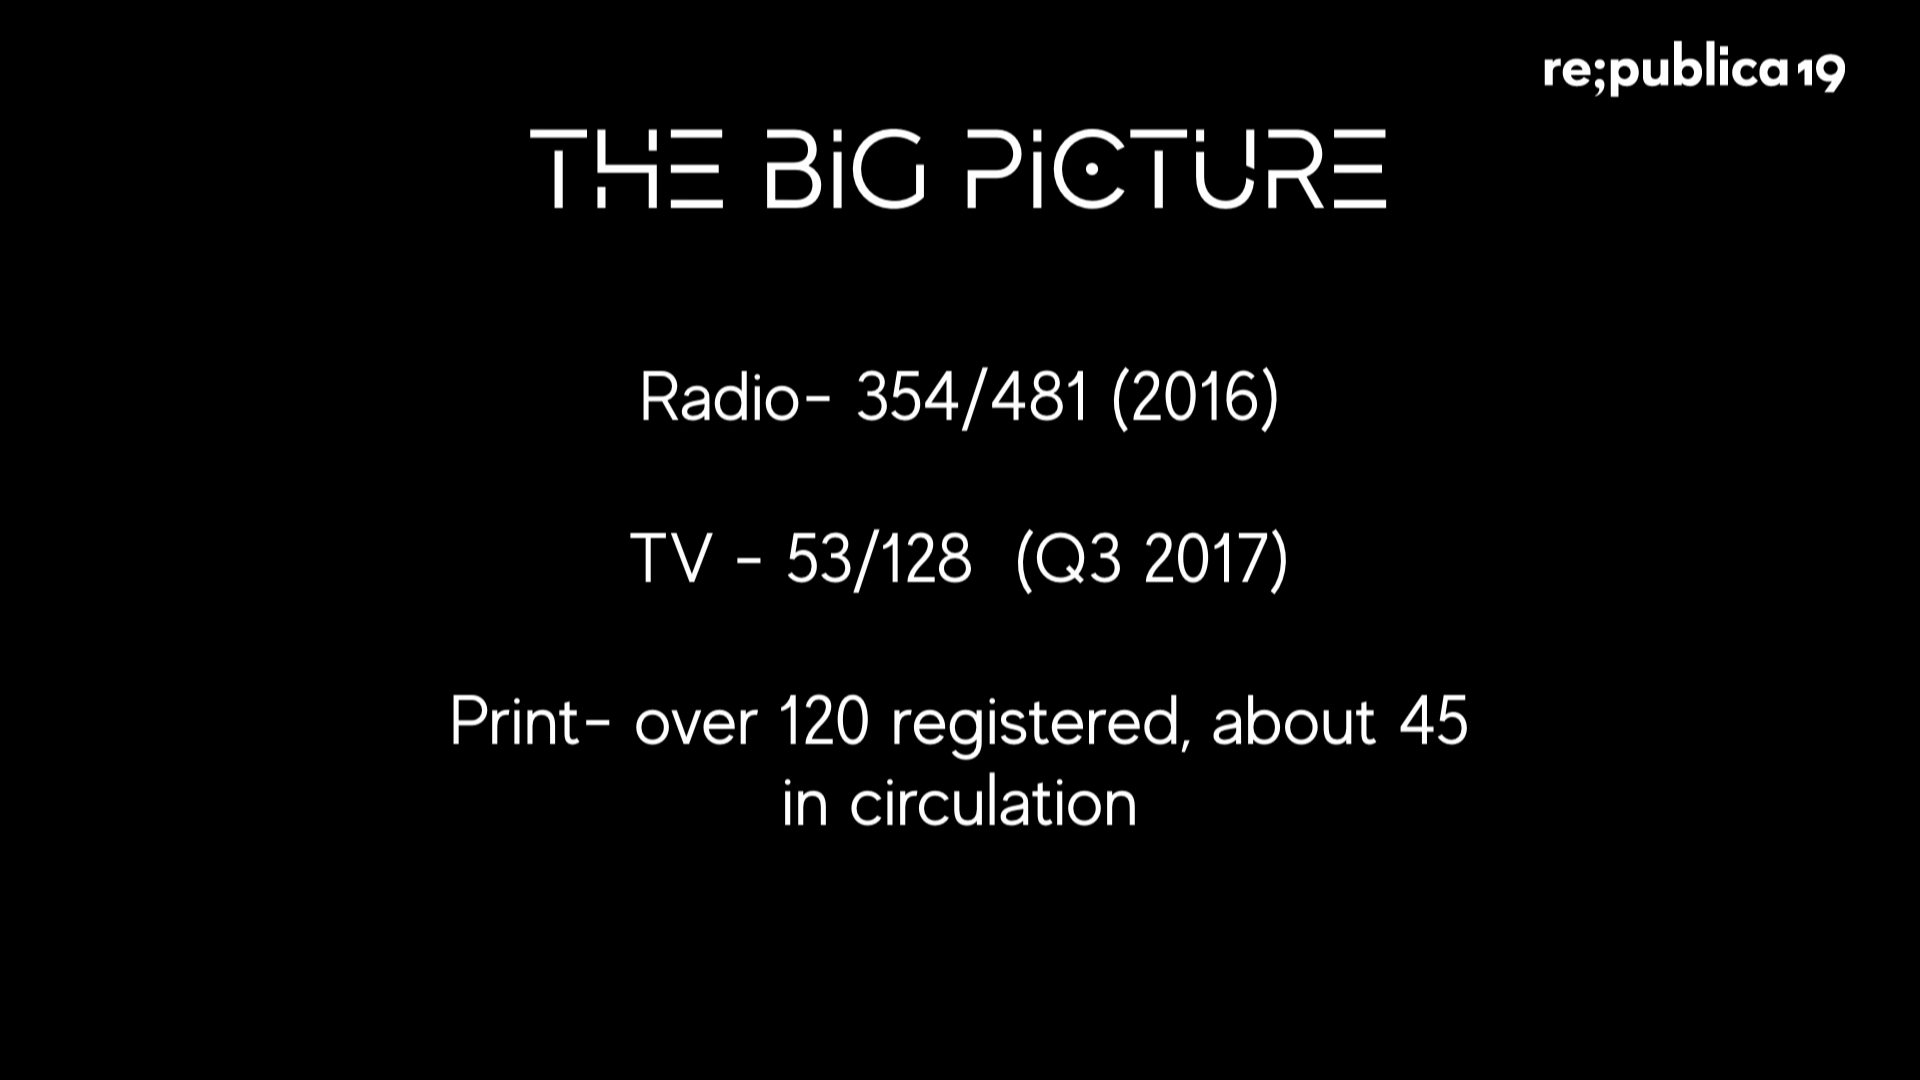 re;publica 19
THE BiG PiCTURE
Radio- 354/481 (2016)
TV - 53/128 (Q3 2017)
Print- over 120 registered, about 45
in circulation